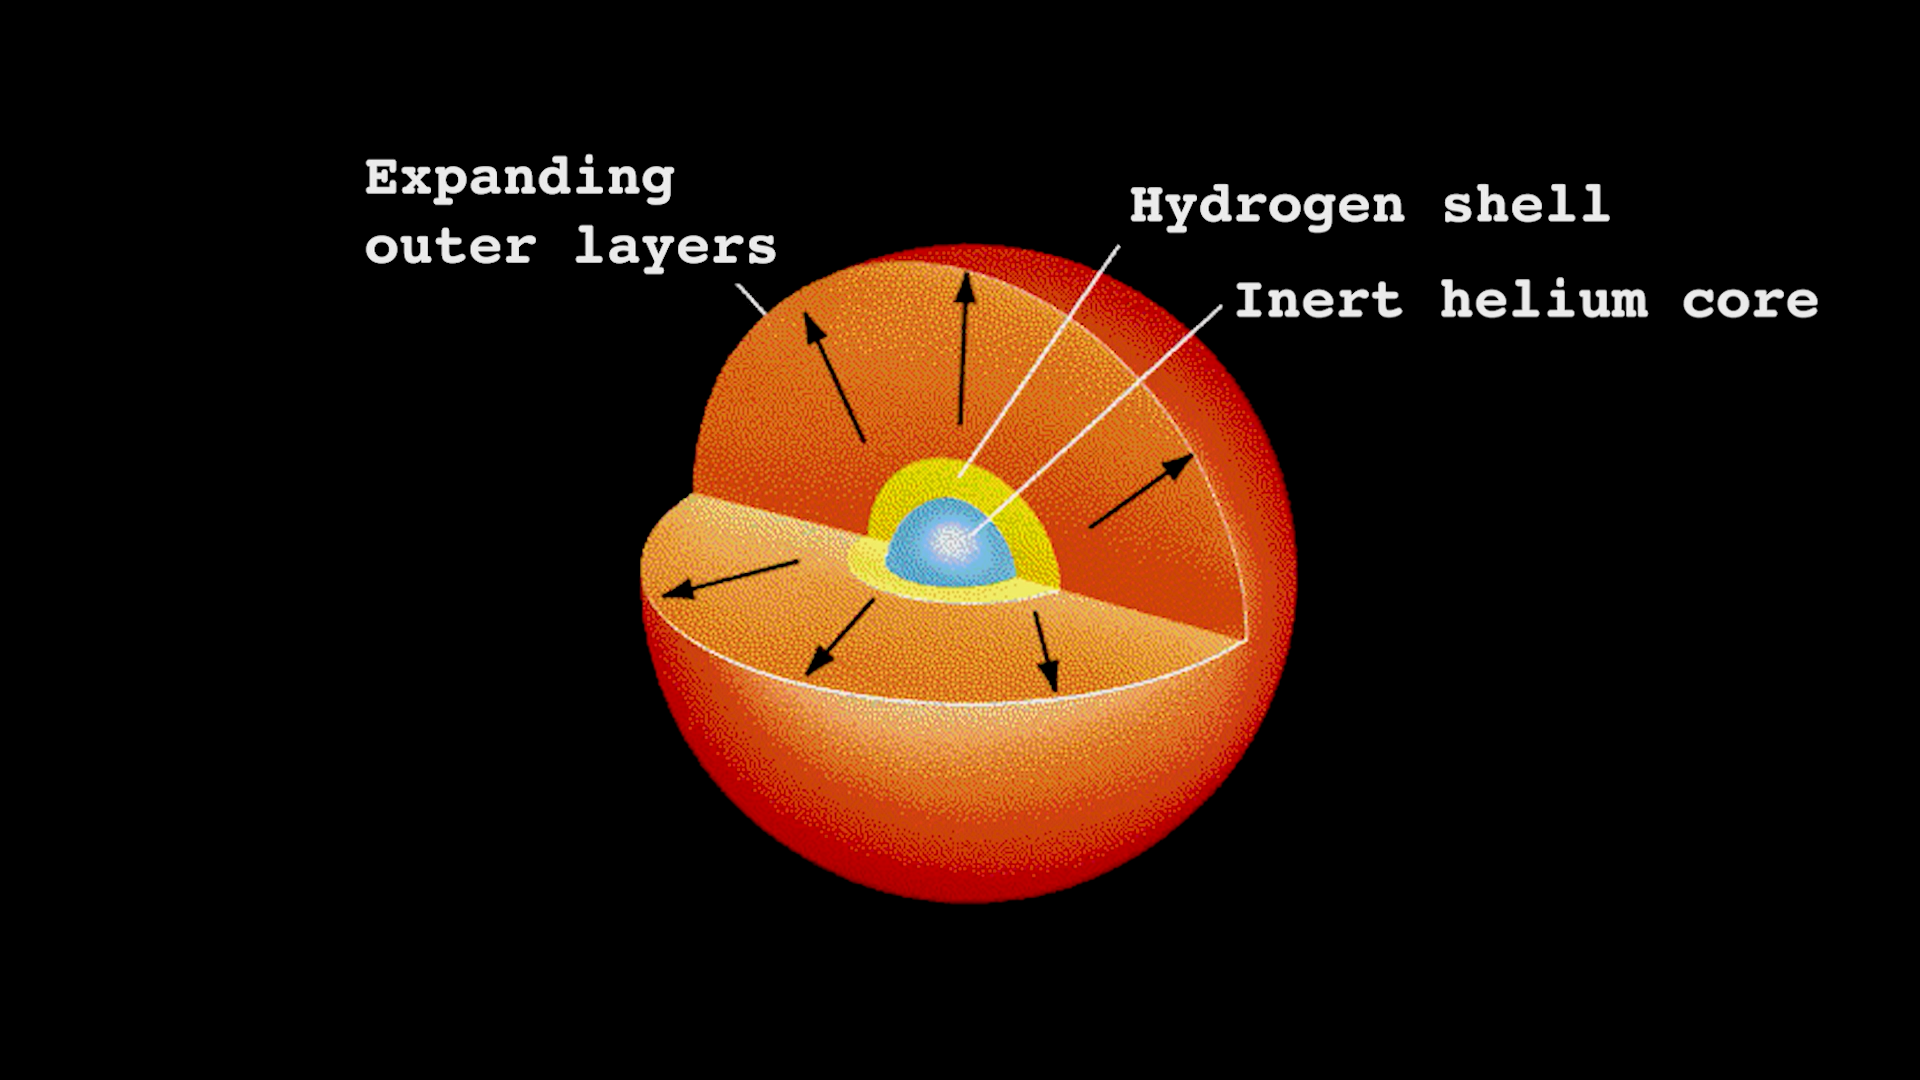 Expanding
outer layers
Hydrogen shell
Inert helium core